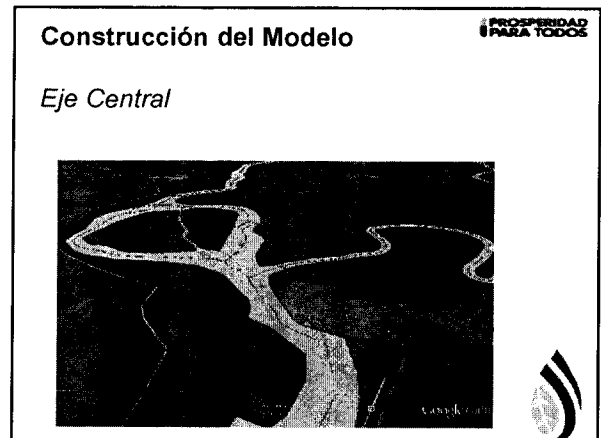 Construcción del Modelo
PROSPERIDAD
PARA TODOS
Eje Central
Google